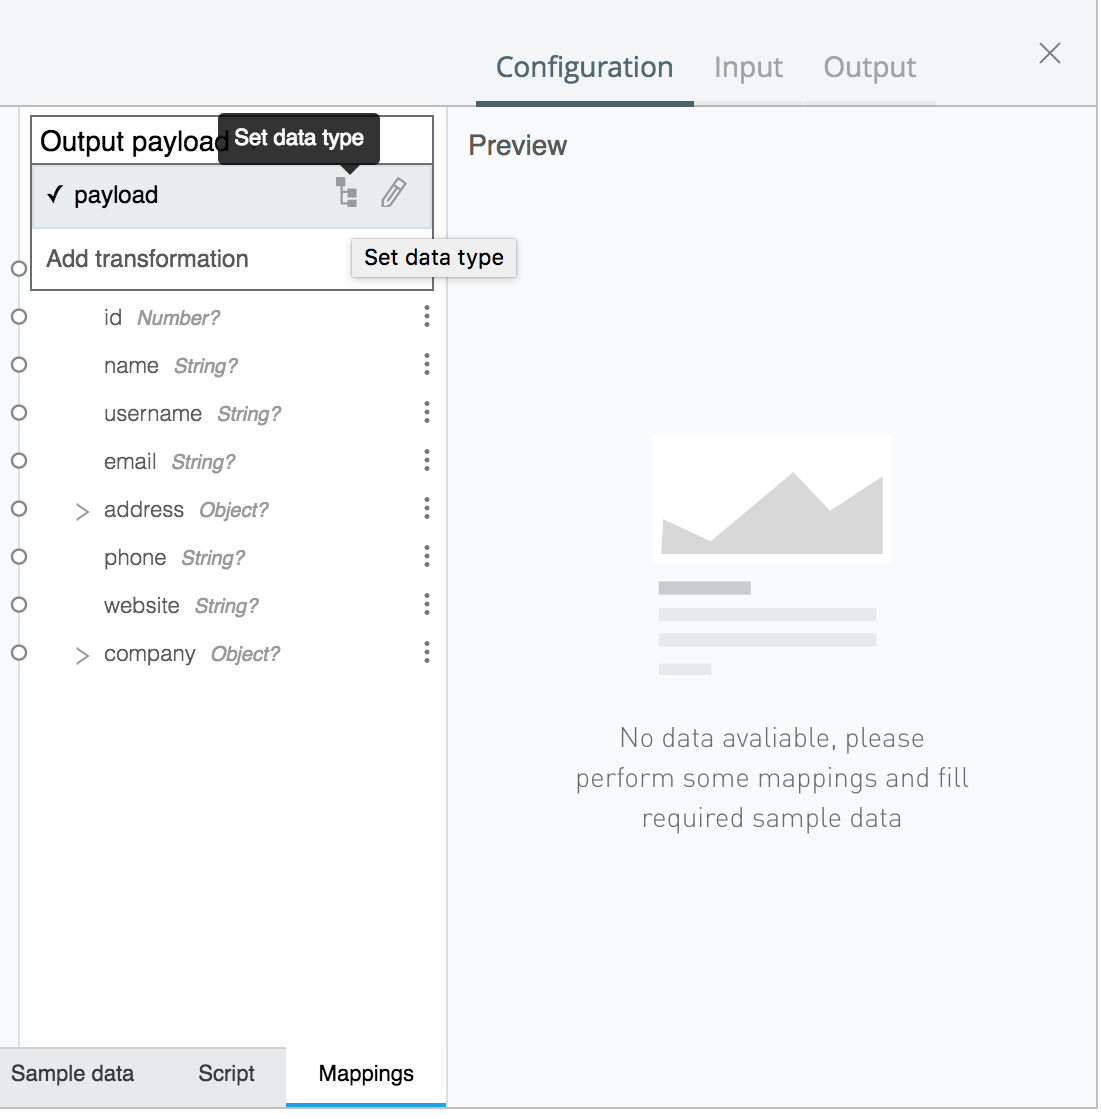 Configuration
Input
Output
Output payload
Set data type
Preview
payload
Add transformation
Set data type
id Number?
name String?
username String?
email String?
address Object?
phone String?
website String?
company Object?
No data avaliable, please
perform some mappings and fill
required sample data
Sample data
Script
Mappings